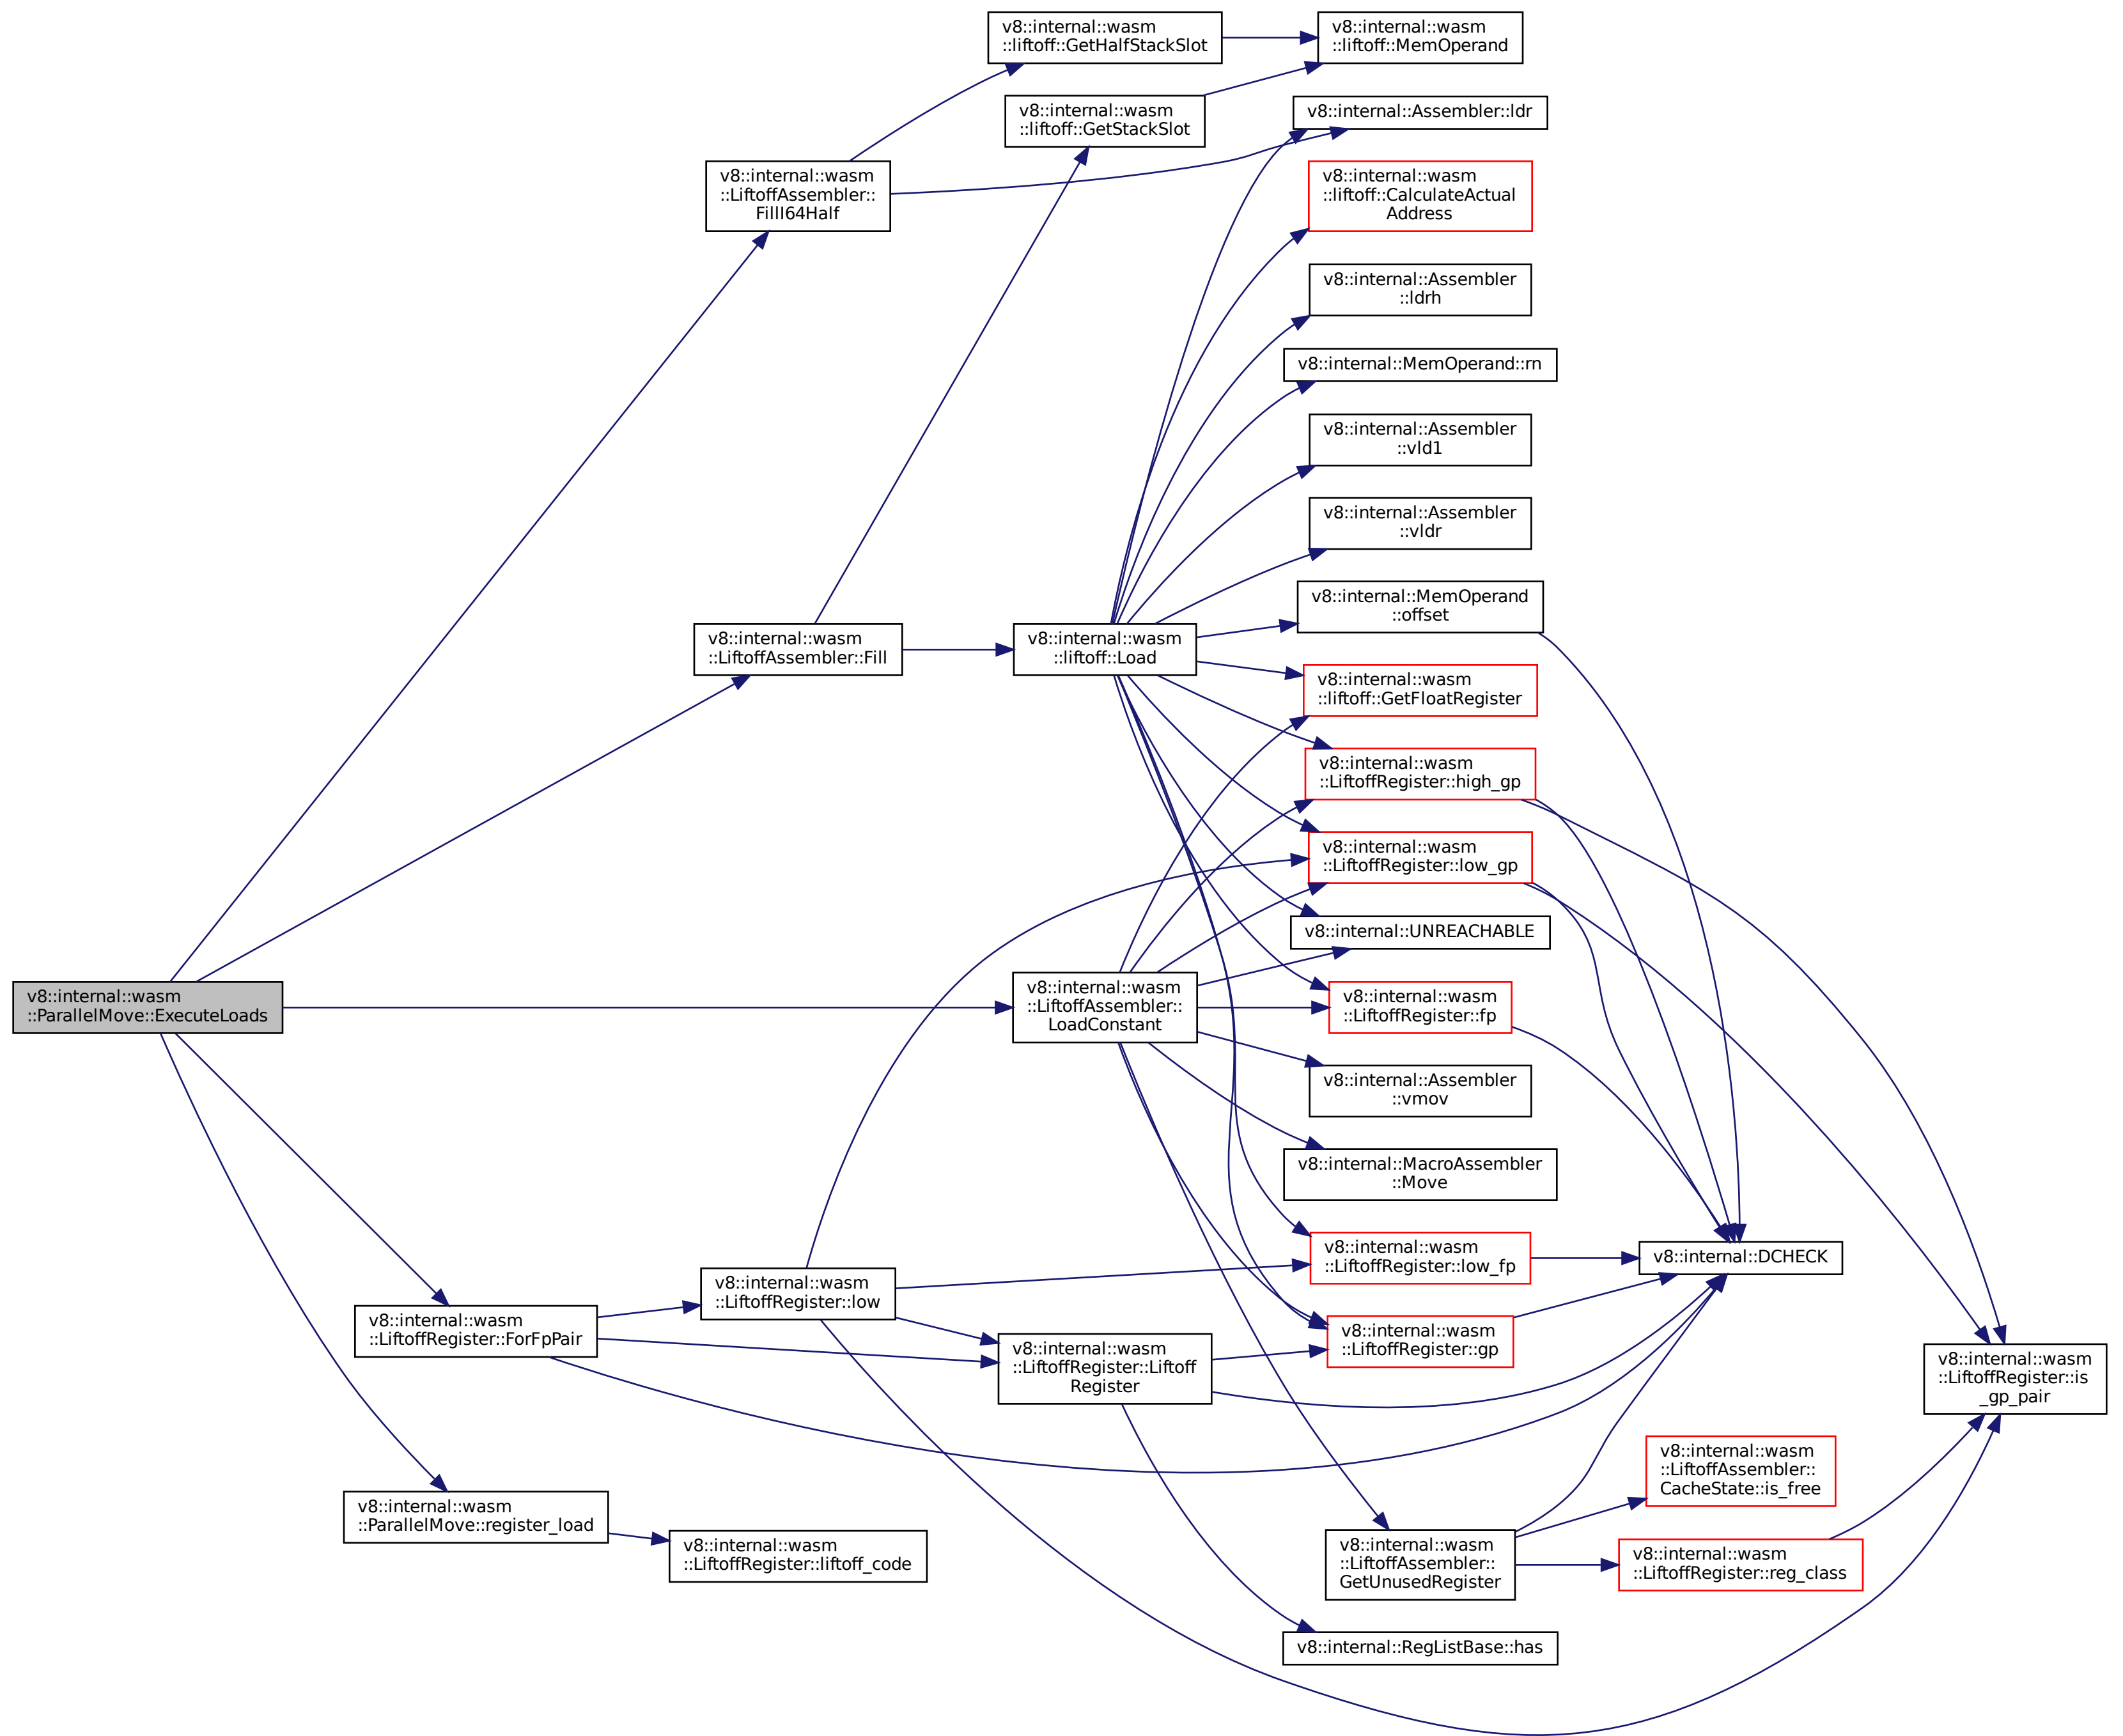 v8::internal::wasm
::liftoff::GetHalfStackSlot
v8::internal::wasm
::liftoff::MemOperand
v8::internal::wasm
::liftoff::GetStackSlot
v8::internal::Assembler::ldr
v8::internal::wasm
::LiftoffAssembler::
FillI64Half
v8::internal::wasm
::liftoff::CalculateActual
Address
v8::internal::Assembler
::ldrh
v8::internal::MemOperand::rn
v8::internal::Assembler
::vld1
v8::internal::Assembler
::vldr
v8::internal::MemOperand
::offset
v8::internal::wasm
::LiftoffAssembler::Fill
v8::internal::wasm
::liftoff::Load
v8::internal::wasm
::liftoff::GetFloatRegister
v8::internal::wasm
::LiftoffRegister::high_gp
v8::internal::wasm
::LiftoffRegister::low_gp
v8::internal::UNREACHABLE
v8::internal::wasm
::ParallelMove::ExecuteLoads
v8::internal::wasm
::LiftoffAssembler::
LoadConstant
v8::internal::wasm
::LiftoffRegister::fp
v8::internal::Assembler
::vmov
v8::internal::MacroAssembler
::Move
v8::internal::wasm
::LiftoffRegister::low_fp
v8::internal::DCHECK
v8::internal::wasm
::LiftoffRegister::low
v8::internal::wasm
::LiftoffRegister::ForFpPair
v8::internal::wasm
::LiftoffRegister::Liftoff
Register
v8::internal::wasm
::LiftoffRegister::gp
v8::internal::wasm
::LiftoffRegister::is
_gp_pair
v8::internal::wasm
::LiftoffAssembler::
CacheState::is_free
v8::internal::wasm
::ParallelMove::register_load
v8::internal::wasm
::LiftoffRegister::liftoff_code
v8::internal::wasm
::LiftoffAssembler::
GetUnusedRegister
v8::internal::wasm
::LiftoffRegister::reg_class
v8::internal::RegListBase::has